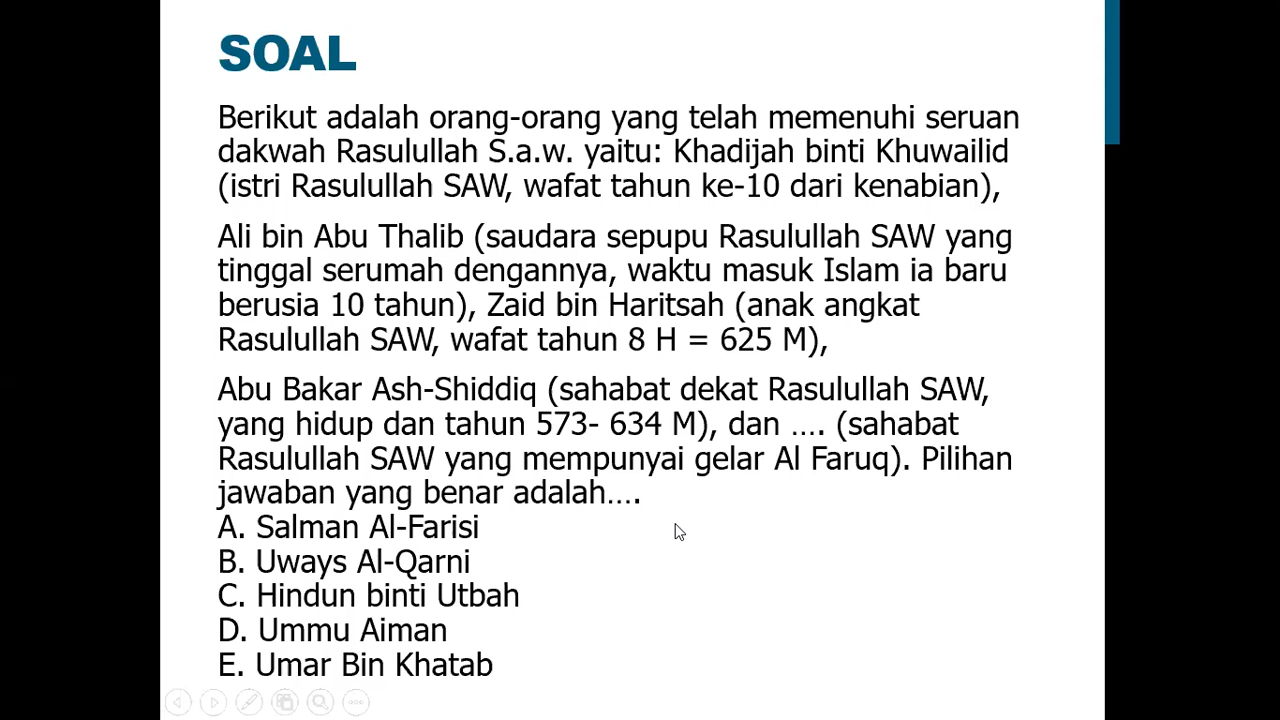 SOAL
Berikut adalah orang-orang yang telah memenuhi seruan
dakwah Rasulullah S.a.w. yaitu: Khadijah binti Khuwailid
(istri Rasulullah SAW, wafat tahun ke-10 dari kenabian),
Ali bin Abu Thalib (saudara sepupu Rasulullah SAW yang
tinggal serumah dengannya, waktu masuk Islam ia baru
berusia 10 tahun), Zaid bin Haritsah (anak angkat
Rasulullah SAW, wafat tahun 8 H = 625 M),
Abu Bakar Ash-Shiddiq (sahabat dekat Rasulullah SAW,
yang hidup dan tahun 573- 634 M), dan …. (sahabat
Rasulullah SAW yang mempunyai gelar Al Faruq). Pilihan
jawaban yang benar adalah….
A. Salman Al-Farisi
B. Uways Al-Qarni
C. Hindun binti Utbah
D. Ummu Aiman
E. Umar Bin Khatab